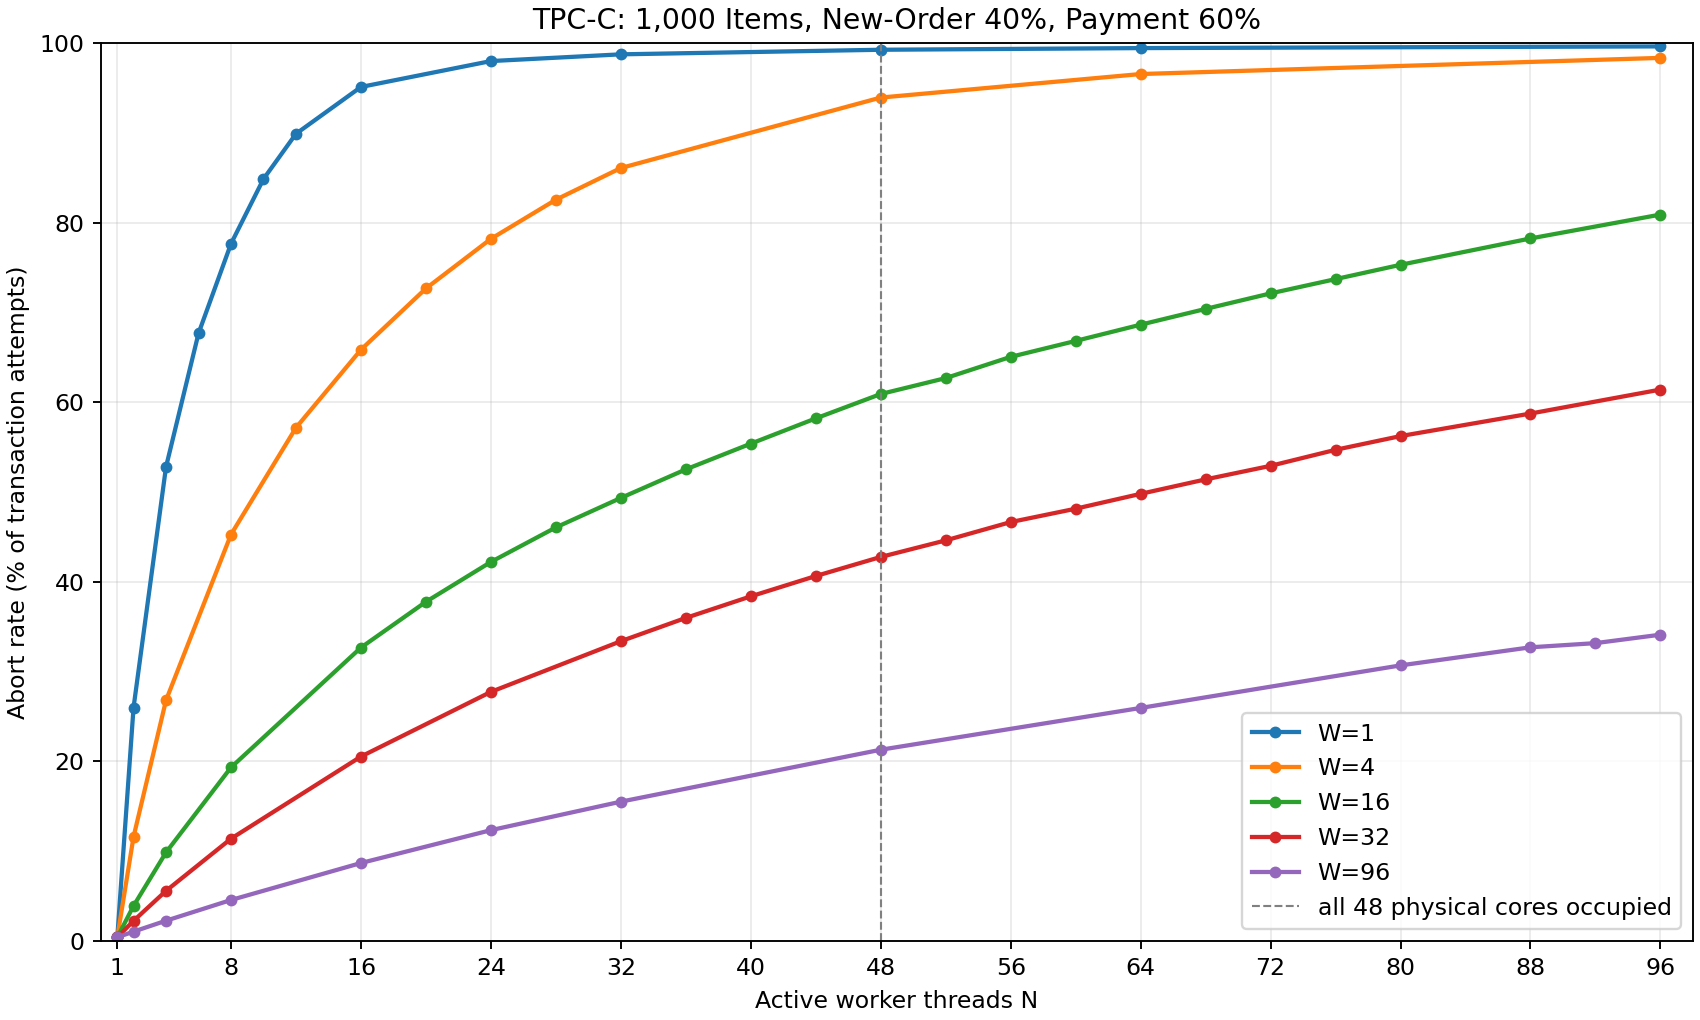 TPC-C: 1,000 Items, New-Order 40%, Payment 60%
Abort rate (% of transaction attempts)
100
80
60
40
20
0
1 8 16 24 32 40 48 56 64 72 80 88 96
Active worker threads N
W=1
W=4
W=16
W=32
W=96
all 48 physical cores occupied